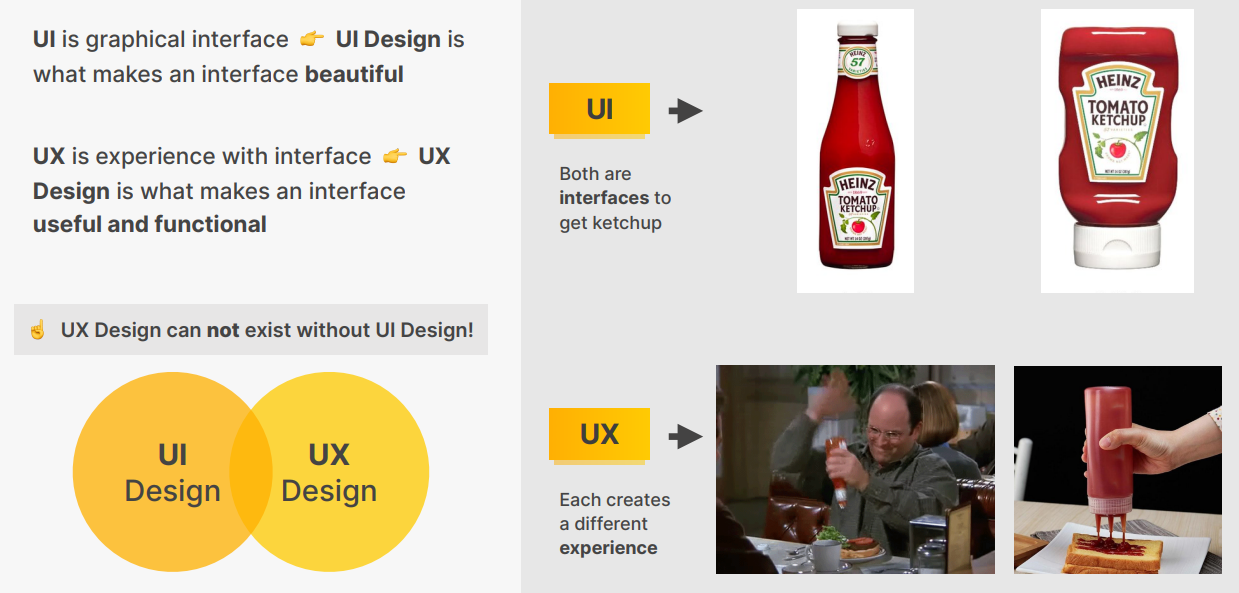 UI is graphical interface 👉 UI Design is
what makes an interface beautiful
UX is experience with interface 👉 UX
Design is what makes an interface
useful and functional
☝ UX Design can not exist without UI Design!
UI
Design
UX
Design
UI
Both are
interfaces to
get ketchup
HEINZ
57
VARIETIES
HEINZ
TOMATO
KETCHUP
HEINZ
TOMATO
KETCHUP
UX
Each creates
a different
experience